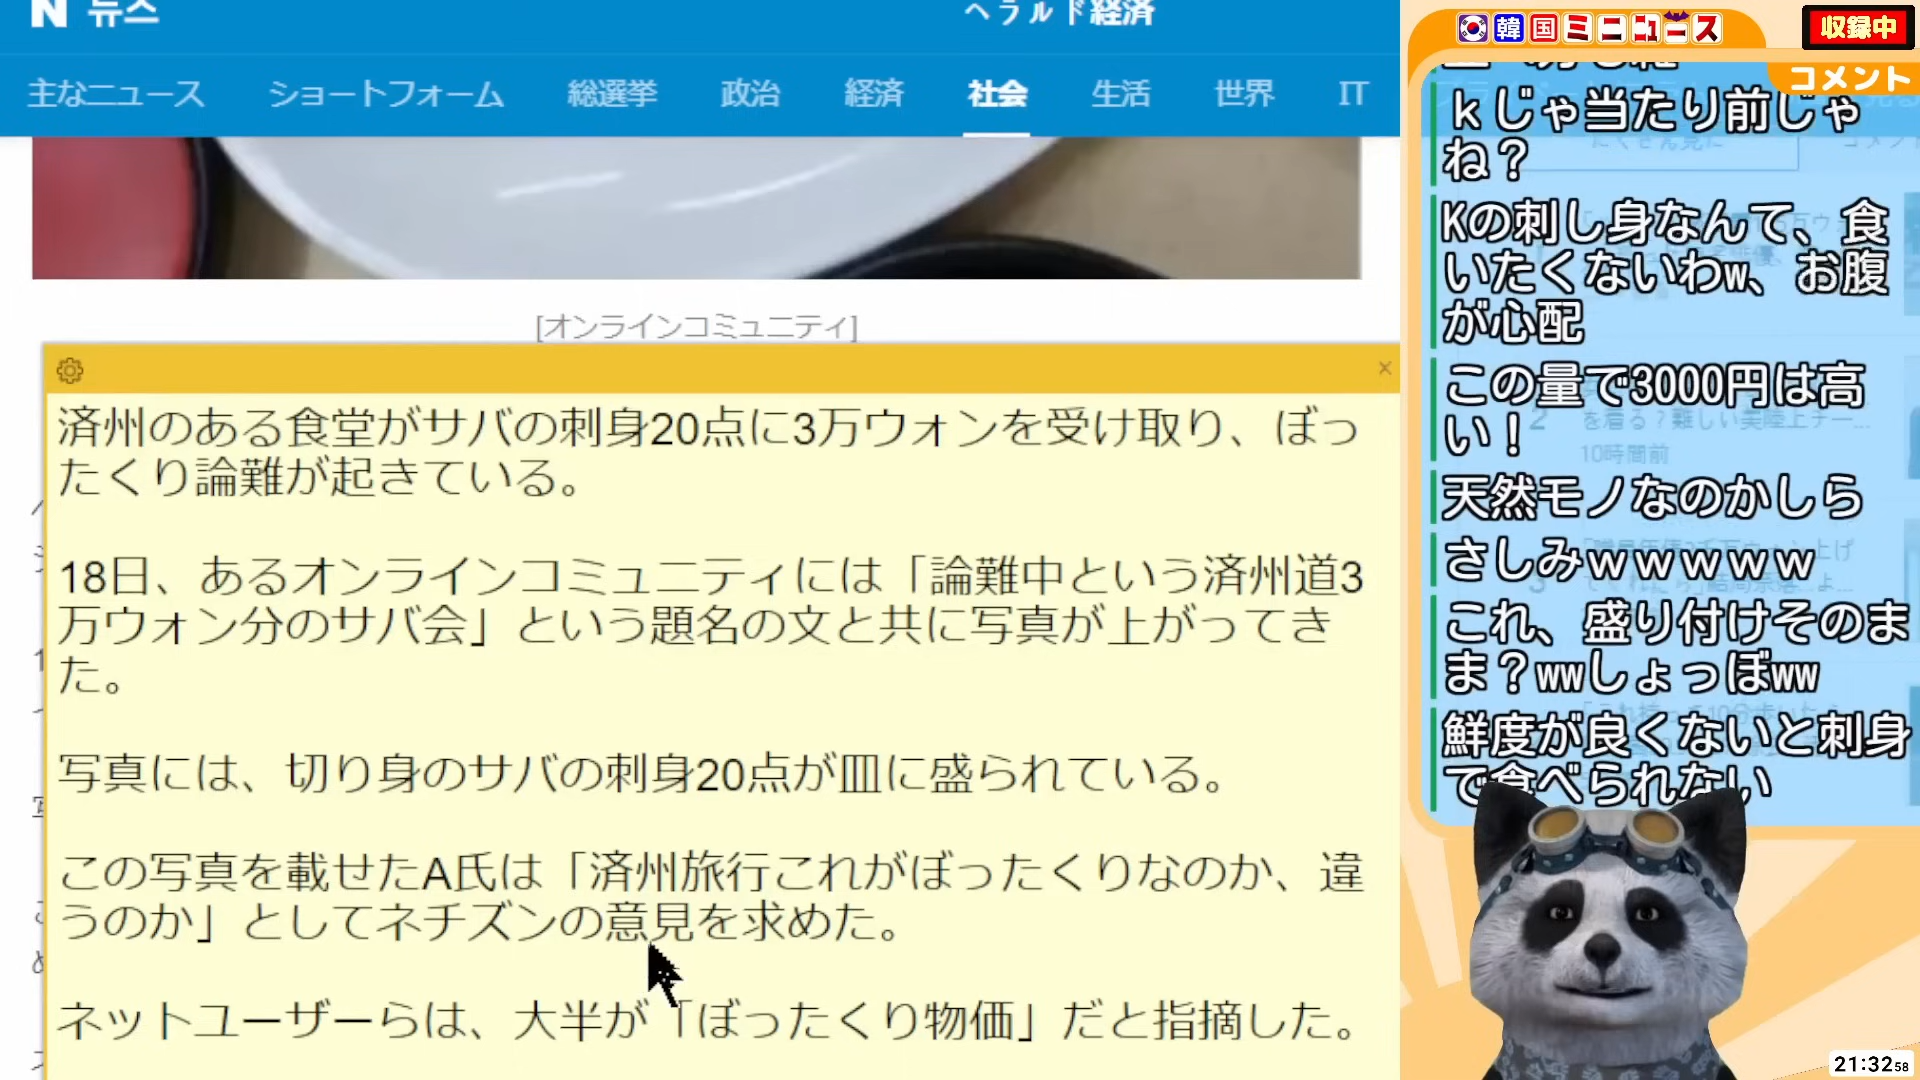 N 뉴스
ヘラルド経済
主なニュース
ショートフォーム
総選挙
政治
経済
社会
生活
世界
IT
[オンラインコミュニティ]
済州のある食堂がサバの刺身20点に3万ウォンを受け取り、ぼっ
たくり論難が起きている。
18日、あるオンラインコミュニティには「論難中という済州道3
万ウォン分のサバ会」という題名の文と共に写真が上がってき
た。
写真には、切り身のサバの刺身20点が皿に盛られている。
この写真を載せたA氏は「済州旅行これがぼったくりなのか、違
うのか」としてネチズンの意見を求めた。
ネットユーザーらは、大半が「ぼったくり物価」だと指摘した。
韓国ミニニュース
収録中
コメント
kじゃ当たり前じゃ
ね？
Kの刺し身なんて、食
いたくないわw、お腹
が心配
この量で3000円は高
い！
天然モノなのかしら
さしみwwwww
これ、盛り付けそのま
ま？wwしょっぼww
鮮度が良くないと刺身
で食べられない
2
10時間前
3
21:32 58